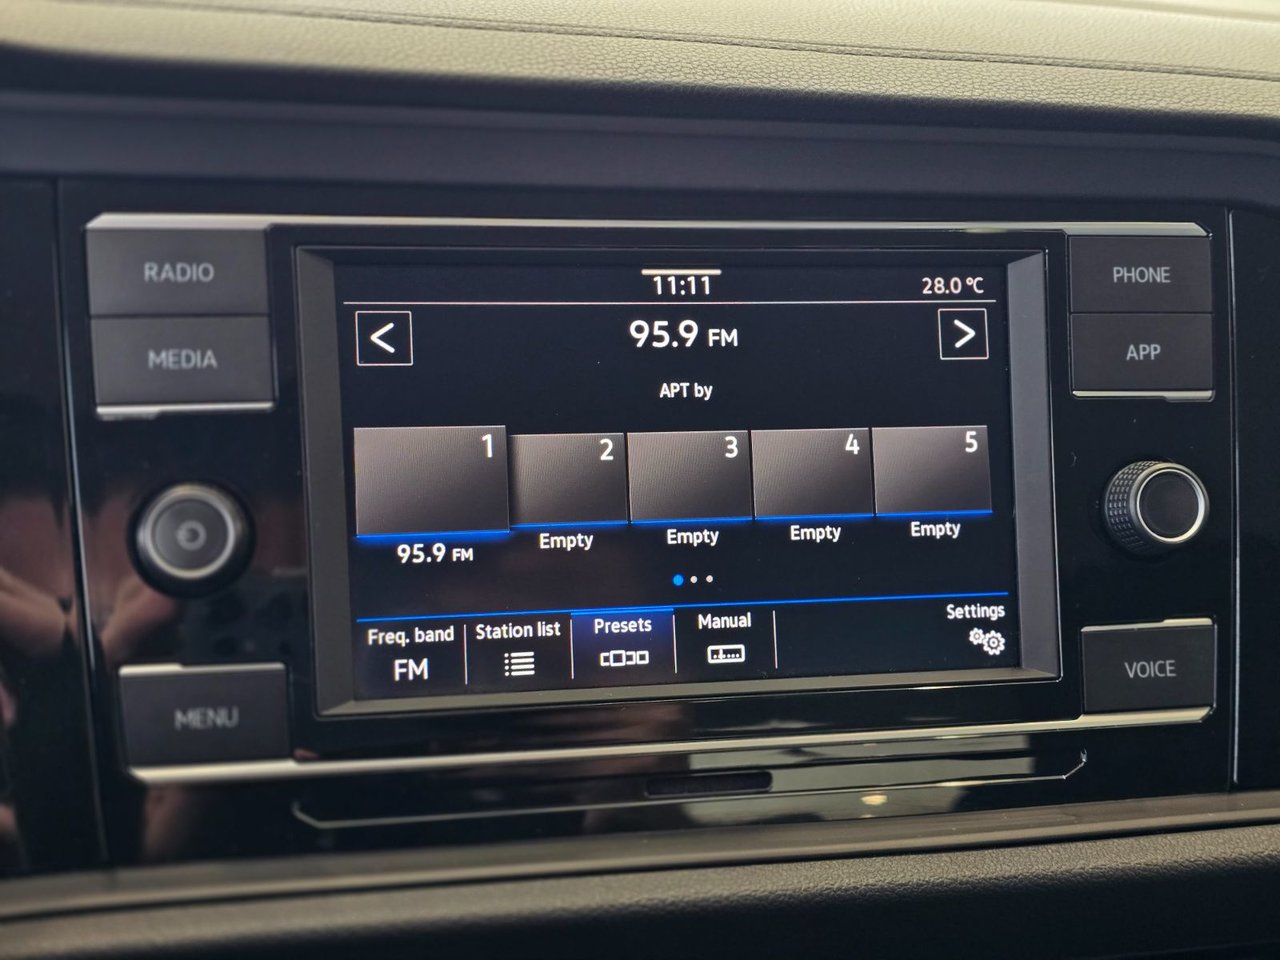 RADIO
MEDIA
MENU
11:11
28.0 °C
<
95.9 FM
>
APT by
1
2
3
4
5
95.9 FM
Empty
Empty
Empty
Empty
Freq. band
FM
Station list
Presets
Manual
Settings
PHONE
APP
VOICE